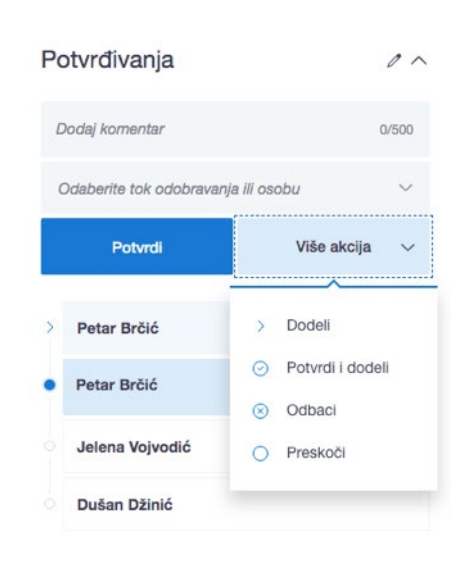 Potvrđivanja
Dodaj komentar 0/500
Odaberite tok odobravanja ili osobu
Potvrdi Više akcija
Petar Brčić
Petar Brčić
Jelena Vojvodić
Dušan Džinić
Dodeli
Potvrdi i dodeli
Odbaci
Preskoči